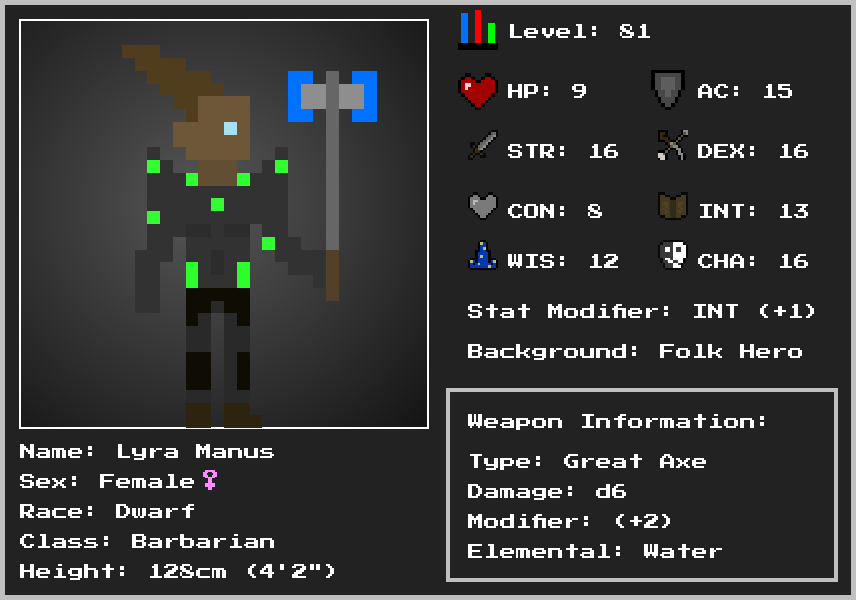 Level: 81
HP: 9
AC: 15
STR: 16
DEX: 16
CON: 8
INT: 13
WIS: 12
CHA: 16
Stat Modifier: INT (+1)
Background: Folk Hero
Weapon Information:
Type: Great Axe
Damage: d6
Modifier: (+2)
Elemental: Water
Name: Lyra Manus
Sex: Female♀
Race: Dwarf
Class: Barbarian
Height: 128cm (4'2")